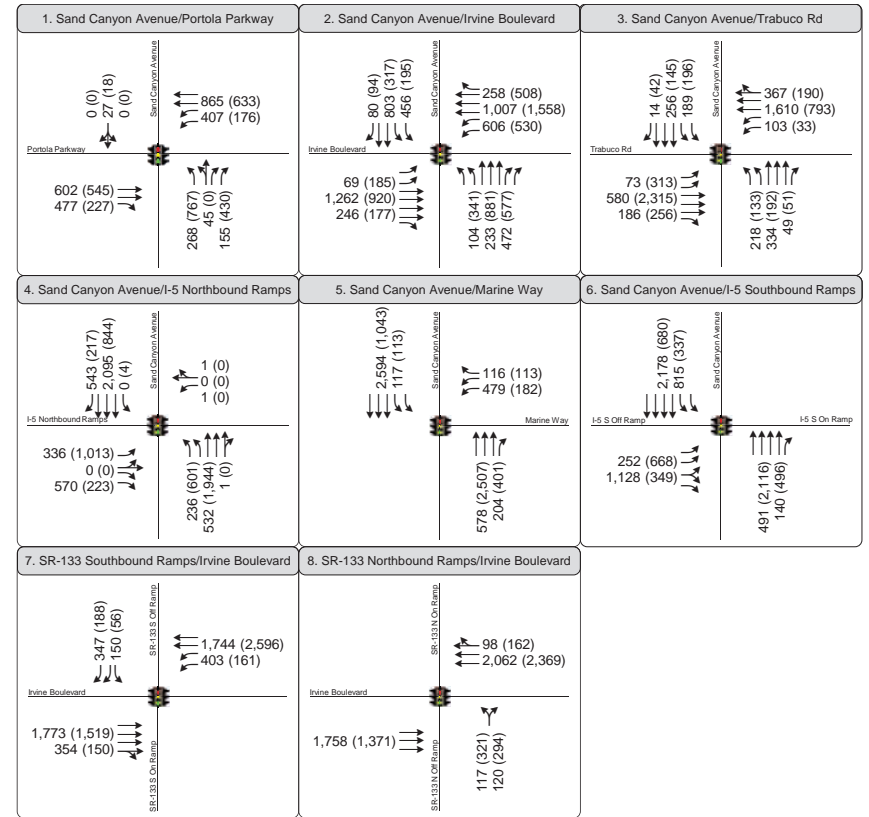 1. Sand Canyon Avenue/Portola Parkway
0 (0)
27 (18)
0 (0)
Sand Canyon Avenue
865 (633)
407 (176)
Portola Parkway
602 (545)
477 (227)
268 (767)
45 (0)
155 (430)
2. Sand Canyon Avenue/Irvine Boulevard
80 (94)
803 (317)
456 (195)
Sand Canyon Avenue
258 (508)
1,007 (1,558)
606 (530)
Irvine Boulevard
69 (185)
1,262 (920)
246 (177)
104 (341)
233 (881)
472 (577)
3. Sand Canyon Avenue/Trabuco Rd
14 (42)
256 (145)
189 (196)
Sand Canyon Avenue
367 (190)
1,610 (793)
103 (33)
Trabuco Rd
73 (313)
580 (2,315)
186 (256)
218 (133)
334 (192)
49 (51)
4. Sand Canyon Avenue/I-5 Northbound Ramps
543 (217)
2,095 (844)
0 (4)
Sand Canyon Avenue
1 (0)
0 (0)
1 (0)
I-5 Northbound Ramps
336 (1,013)
0 (0)
570 (223)
236 (601)
532 (1,944)
1 (0)
5. Sand Canyon Avenue/Marine Way
2,594 (1,043)
117 (113)
Sand Canyon Avenue
116 (113)
479 (182)
Marine Way
578 (2,507)
204 (401)
6. Sand Canyon Avenue/I-5 Southbound Ramps
2,178 (680)
815 (337)
Sand Canyon Avenue
I-5 S Off Ramp
I-5 S On Ramp
252 (668)
1,128 (349)
491 (2,116)
140 (496)
7. SR-133 Southbound Ramps/Irvine Boulevard
347 (188)
150 (56)
SR-133 S Off Ramp
1,744 (2,596)
403 (161)
Irvine Boulevard
1,773 (1,519)
354 (150)
SR-133 S On Ramp
8. SR-133 Northbound Ramps/Irvine Boulevard
SR-133 N On Ramp
98 (162)
2,062 (2,369)
Irvine Boulevard
1,758 (1,371)
SR-133 N Off Ramp
117 (321)
120 (294)